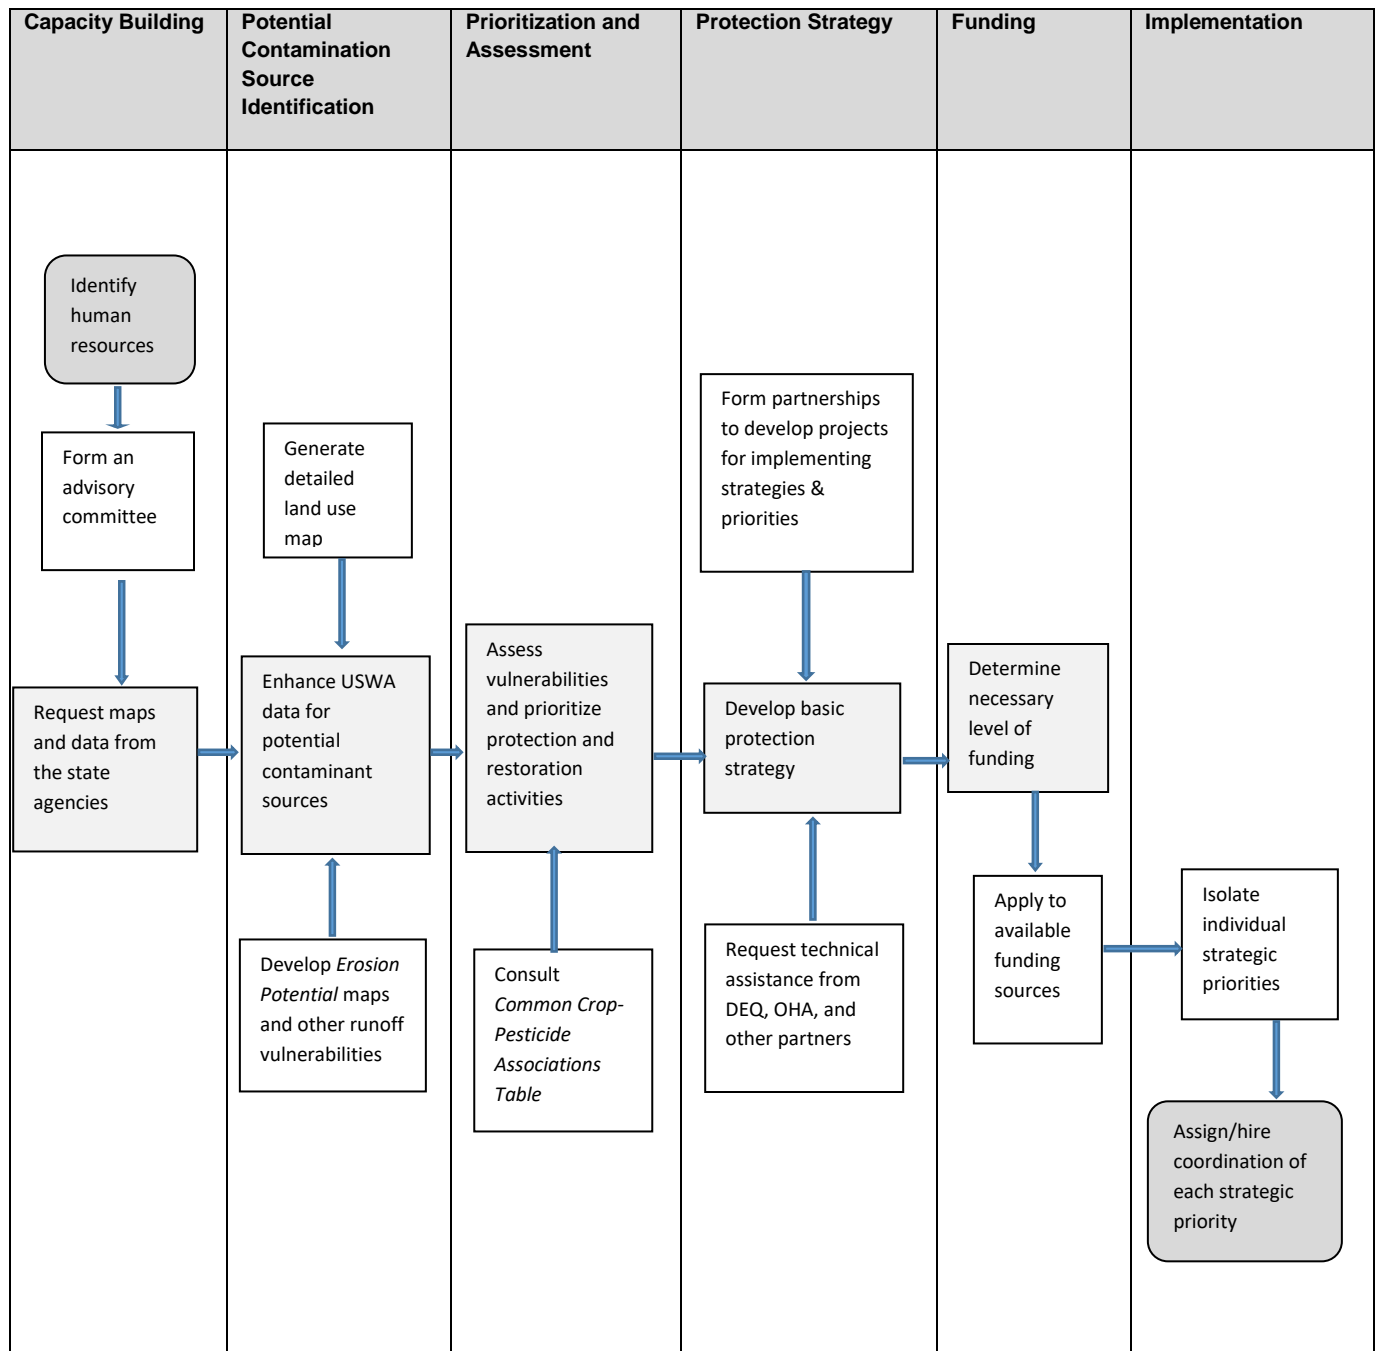 Capacity Building
Potential
Contamination
Source
Identification
Prioritization and
Assessment
Protection Strategy
Funding
Implementation
Identify
human
resources
Form an
advisory
committee
Request maps
and data from
the state
agencies
Generate
detailed
land use
map
Enhance USWA
data for
potential
contaminant
sources
Develop Erosion
Potential maps
and other runoff
vulnerabilities
Assess
vulnerabilities
and prioritize
protection and
restoration
activities
Consult
Common Crop-
Pesticide
Associations
Table
Form partnerships
to develop projects
for implementing
strategies &
priorities
Develop basic
protection
strategy
Request technical
assistance from
DEQ, OHA, and
other partners
Determine
necessary
level of
funding
Apply to
available
funding
sources
Isolate
individual
strategic
priorities
Assign/hire
coordination of
each strategic
priority